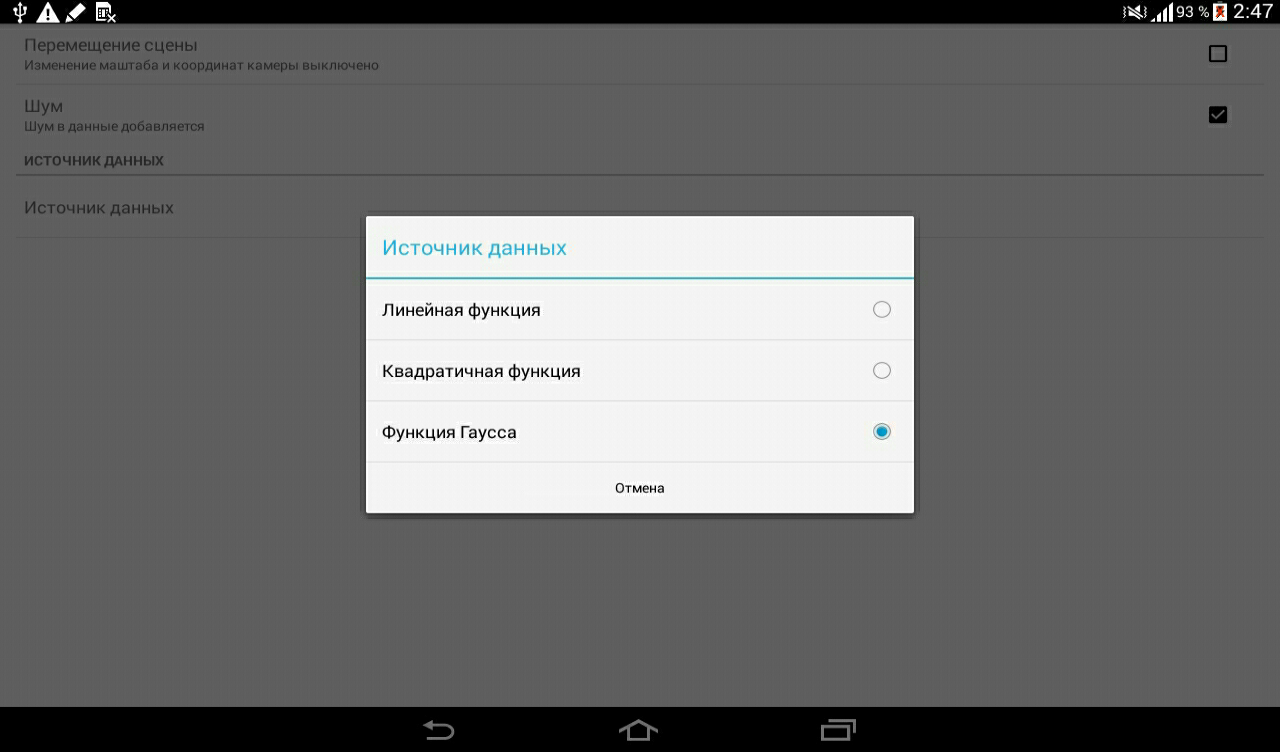 93 % 2:47
Перемещение сцены
Изменение маштаба и координат камеры выключено
Шум
Шум в данные добавляется
ИСТОЧНИК ДАННЫХ
Источник данных
Источник данных
Линейная функция
Квадратичная функция
Функция Гаусса
Отмена